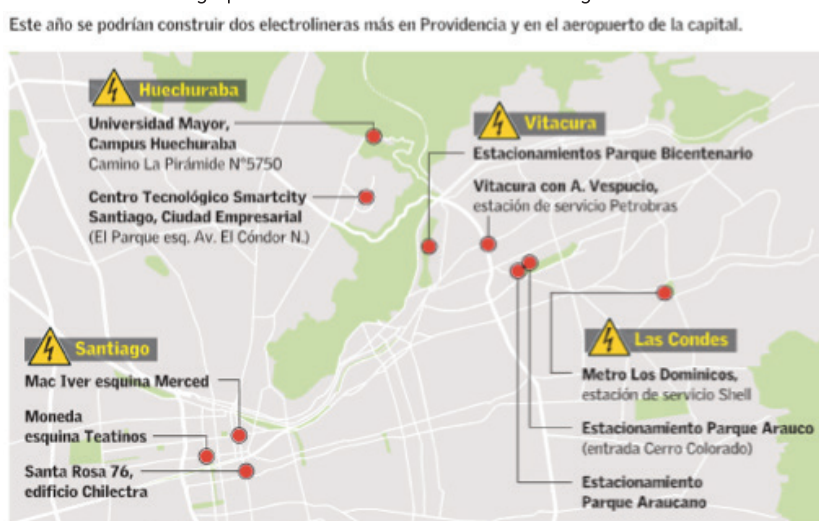 Este año se podrían construir dos electrolineras más en Providencia y en el aeropuerto de la capital.
Huechuraba
Universidad Mayor,
Campus Huechuraba
Camino La Pirámide N°5750
Centro Tecnológico Smartcity
Santiago, Ciudad Empresarial
(El Parque esq. Av. El Cóndor N.)
Vitacura
Estacionamientos Parque Bicentenario
Vitacura con A. Vespucio,
estación de servicio Petrobras
Santiago
Mac Iver esquina Merced
Moneda
esquina Teatinos
Santa Rosa 76,
edificio Chilectra
Las Condes
Metro Los Dominicos,
estación de servicio Shell
Estacionamiento Parque Arauco
(entrada Cerro Colorado)
Estacionamiento
Parque Araucano